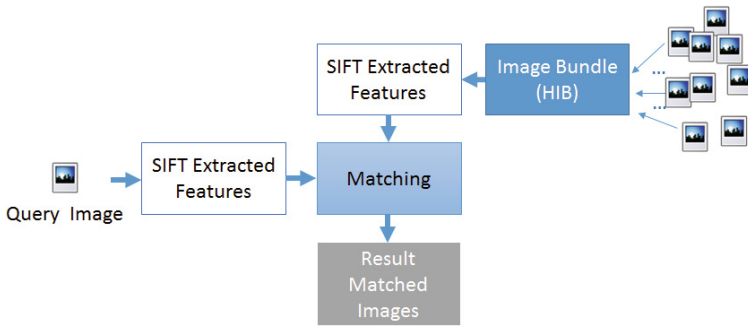 SIFT Extracted
Features
Image Bundle
(HIB)
...
...
SIFT Extracted
Features
Matching
Query Image
Result
Matched
Images